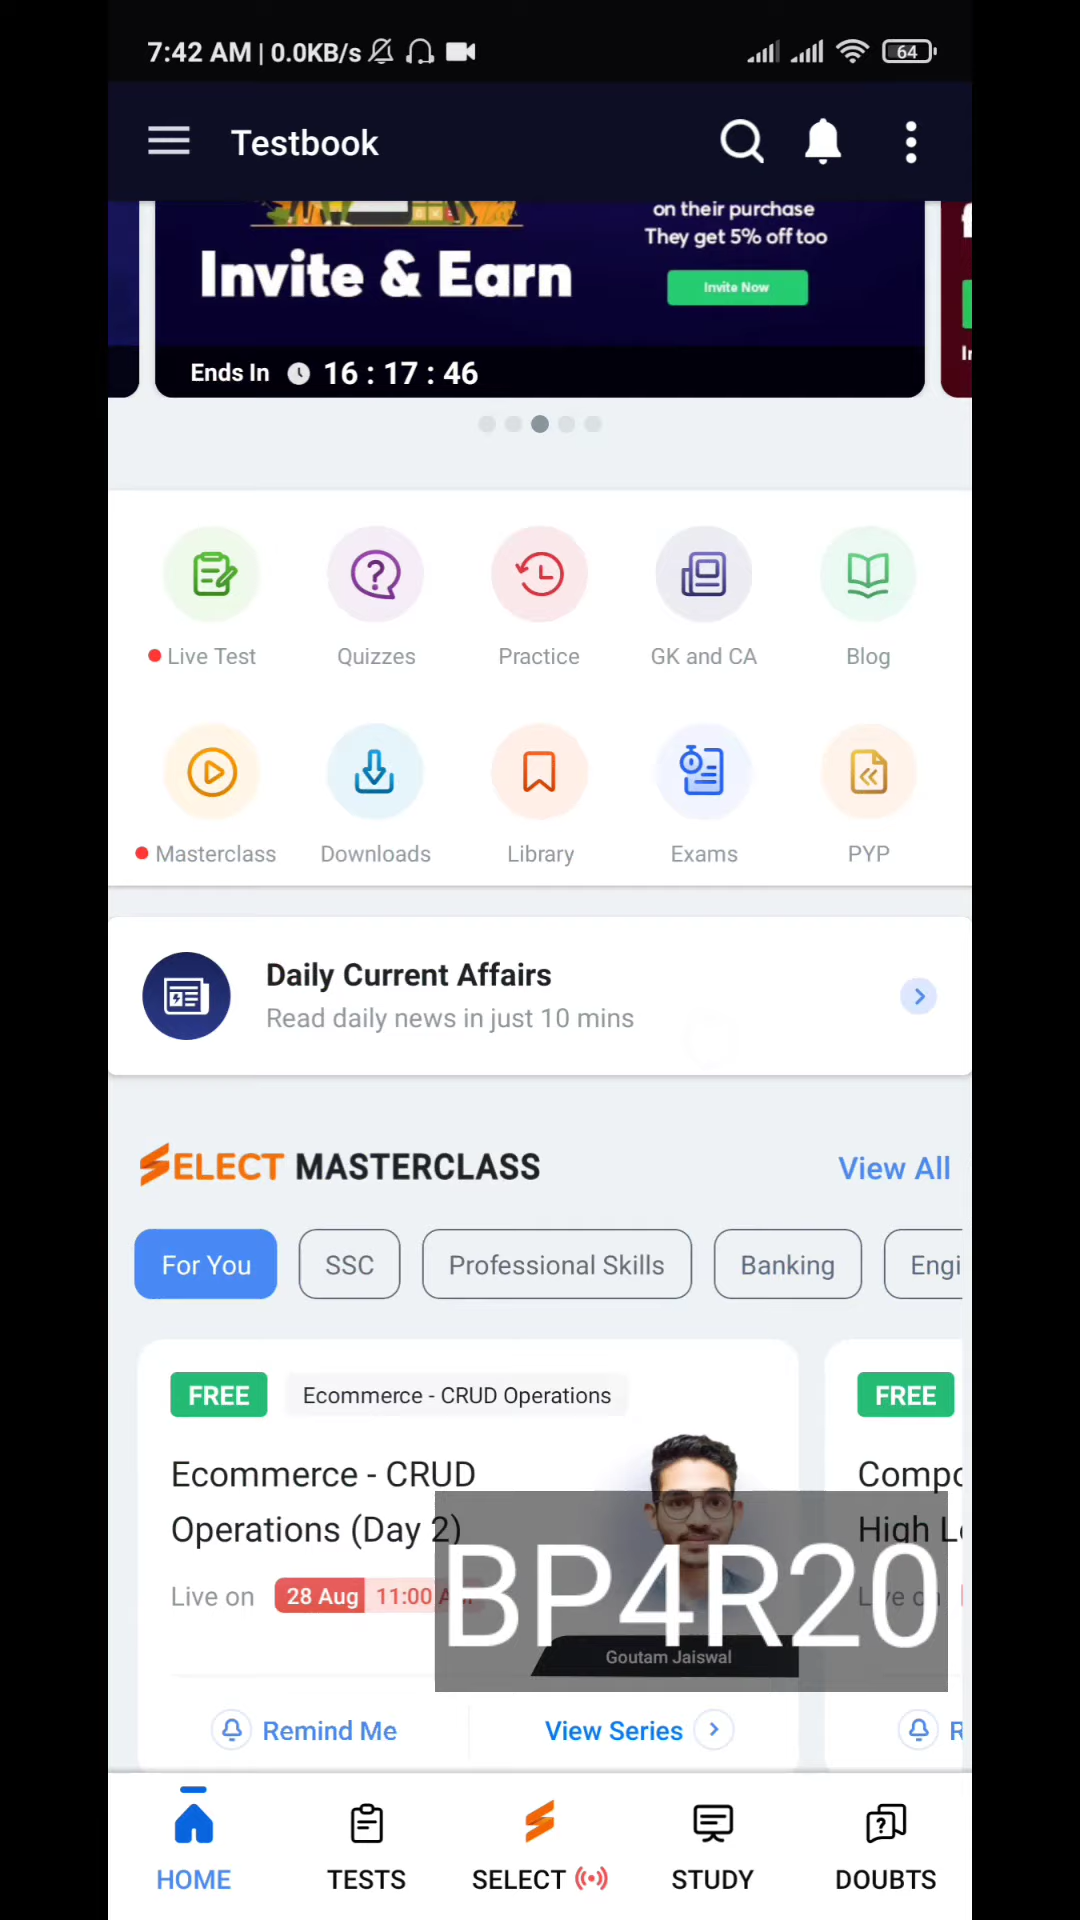 7:42 AM | 0.0KB/s
64
Testbook
on their purchase
They get 5% off too
Invite & Earn
Invite Now
Ends In 16 : 17 : 46
Live Test
Quizzes
Practice
GK and CA
Blog
Masterclass
Downloads
Library
Exams
PYP
Daily Current Affairs
Read daily news in just 10 mins
SELECT MASTERCLASS
View All
For You
SSC
Professional Skills
Banking
Engi
FREE
Ecommerce - CRUD Operations
FREE
Ecommerce - CRUD
Operations (Day 2)
High
Live on 28 Aug 11:00
BP4R20
Goutam Jaiswal
Remind Me
View Series
HOME
TESTS
SELECT
STUDY
DOUBTS